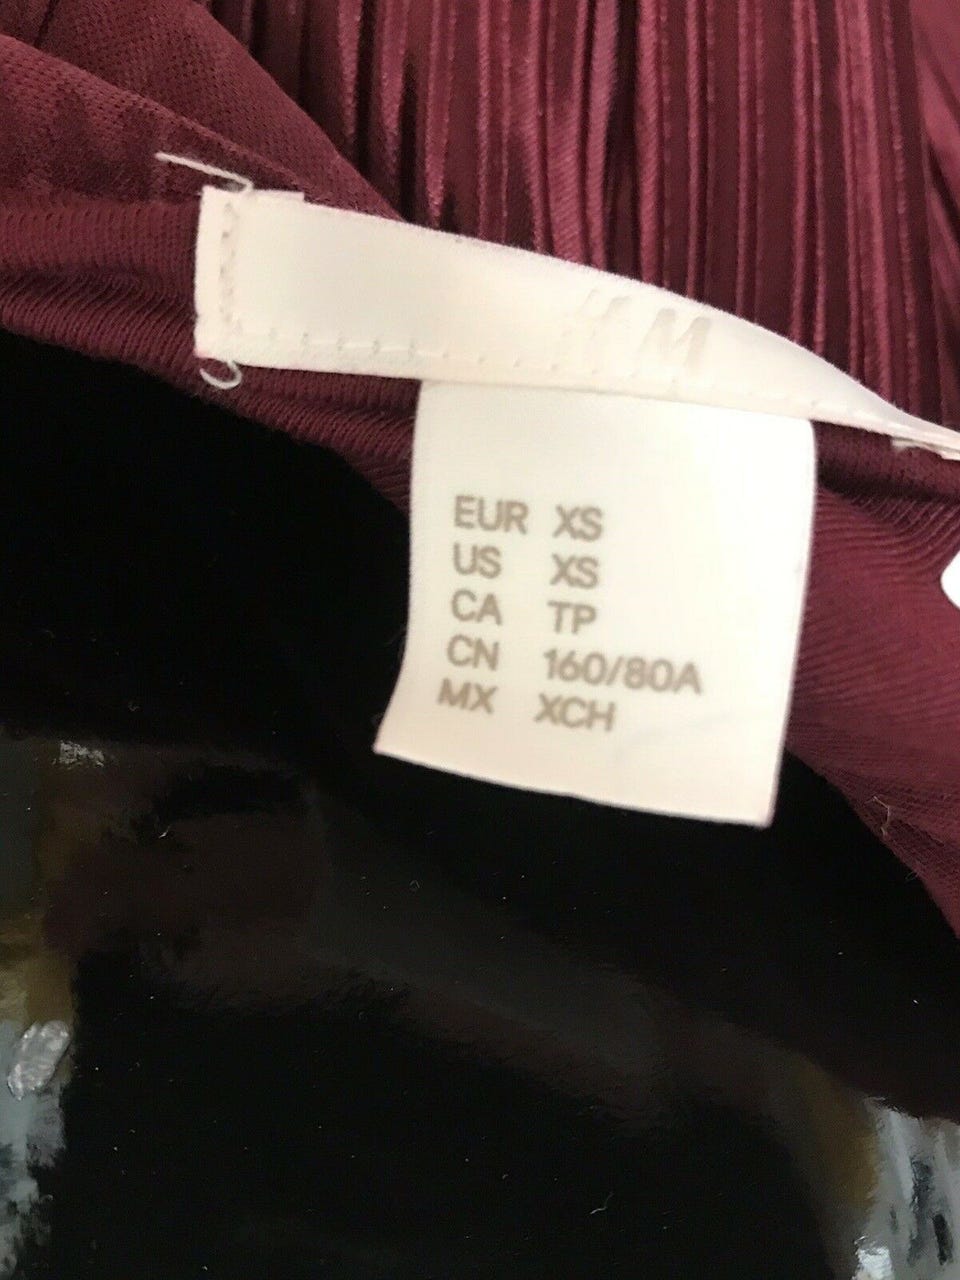 M
EUR XS
US XS
CA TP
CN 160/80A
MX XCH